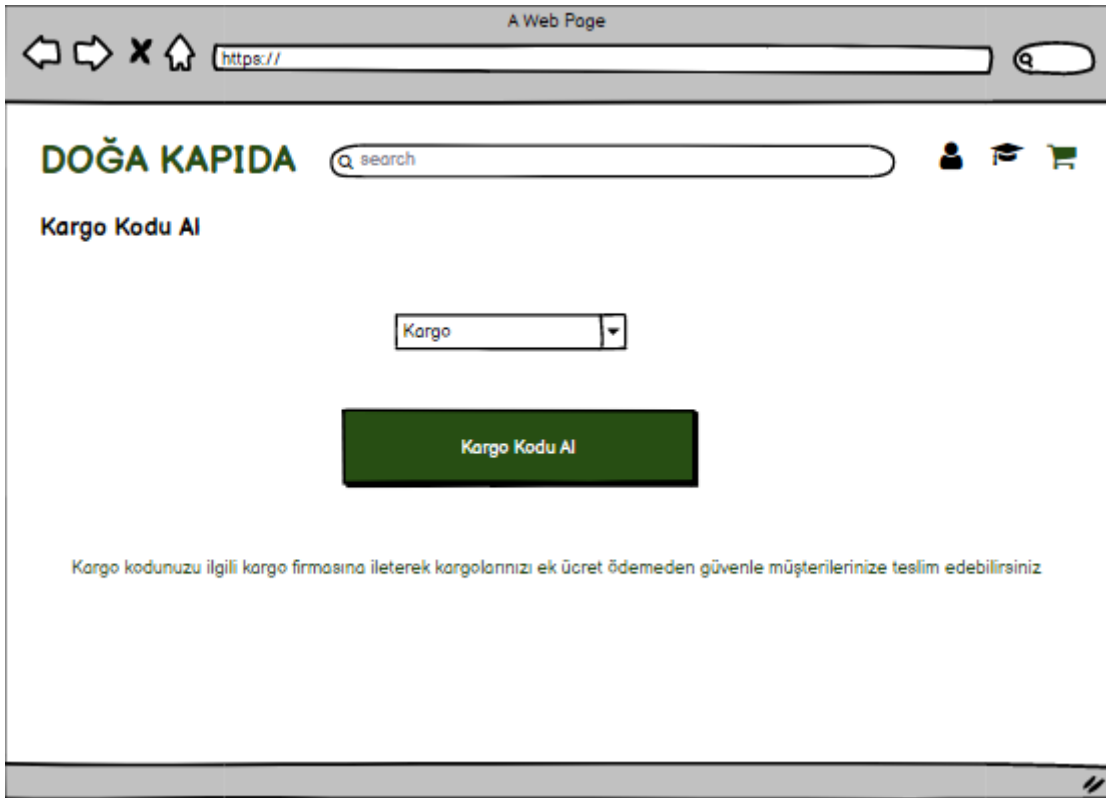 A Web Page
https://
DOĞA KAPIDA
search
Kargo Kodu Al
Kargo
Kargo Kodu Al
Kargo kodunuzu ilgili kargo firmasına ileterek kargolarınızı ek ücret ödemeden güvenle müşterilerinize teslim edebilirsiniz